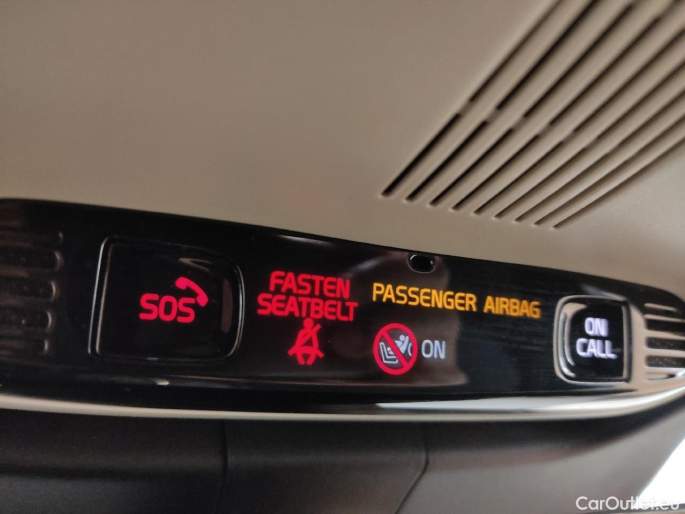 SOS
FASTEN
SEATBELT
PASSENGER AIRBAG
ON
ON
CALL
CarOutlet.eu